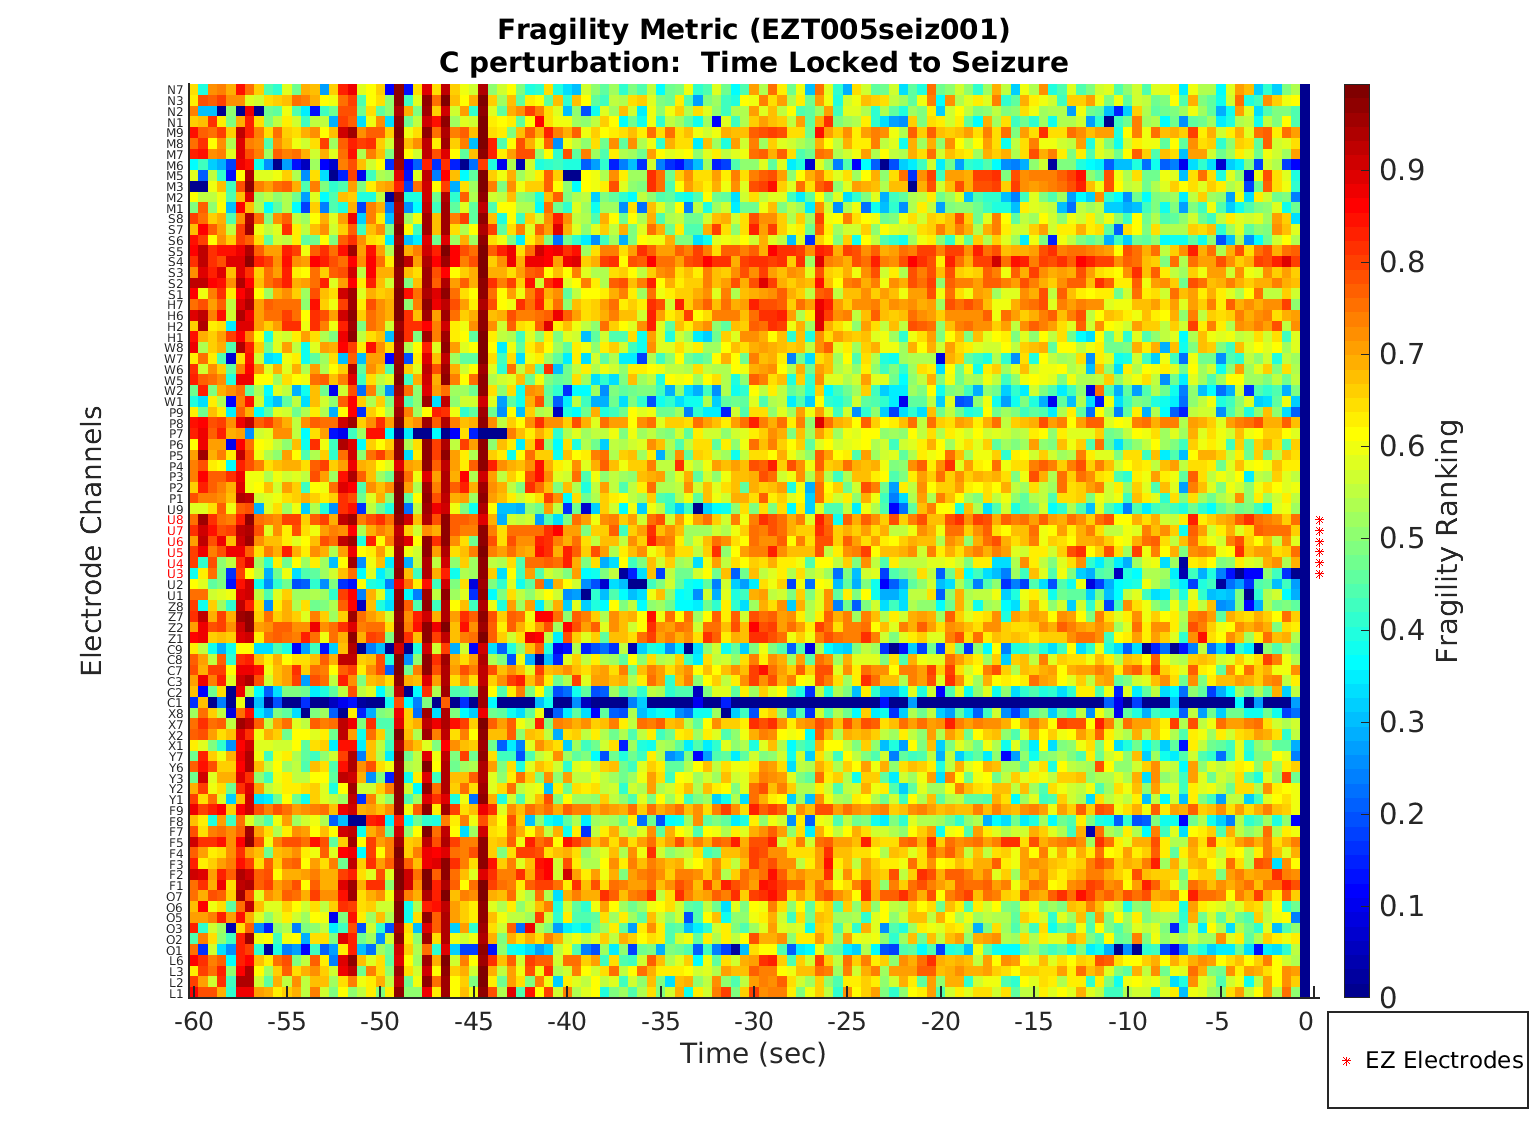 Fragility Metric (EZT005seiz001)
C perturbation:  Time Locked to Seizure
Electrode Channels
N7
N3
N2
N1
M9
M8
M7
M6
M5
M3
M2
M1
S8
S7
S6
S5
S4
S3
S2
S1
H7
H6
H2
H1
W8
W7
W6
W5
W2
W1
P9
P8
P7
P6
P5
P4
P3
P2
P1
U9
U8
U7
U6
U5
U4
U3
U2
U1
Z8
Z7
Z2
Z1
C9
C8
C7
C3
C2
C1
X8
X7
X2
X1
Y7
Y6
Y3
Y2
Y1
F9
F8
F7
F5
F4
F3
F2
F1
O7
O6
O5
O3
O2
O1
L6
L3
L2
L1
-60 -55 -50 -45 -40 -35 -30 -25 -20 -15 -10 -5 0
Time (sec)
0.9
0.8
0.7
0.6
0.5
0.4
0.3
0.2
0.1
0
Fragility Ranking
EZ Electrodes